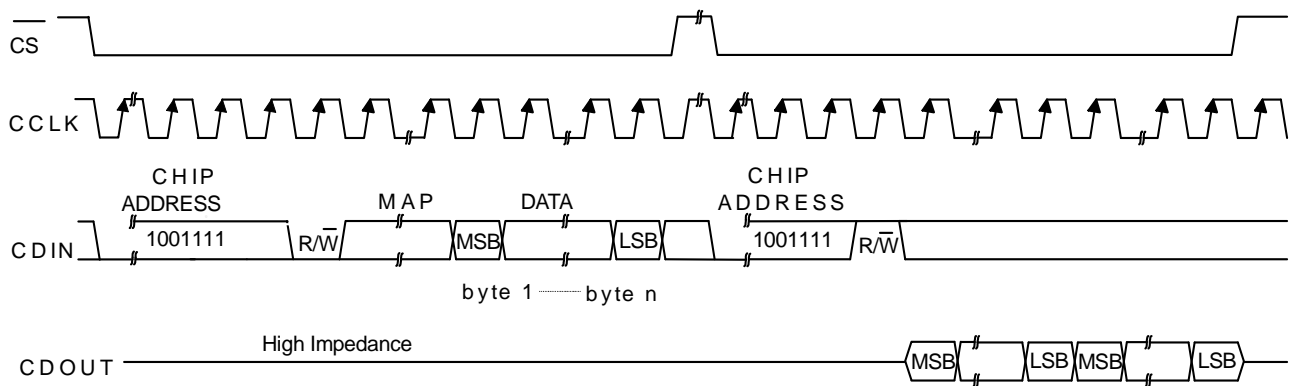 CS
CCLK
CHIP ADDRESS
MAP
DATA
CHIP ADDRESS
CDIN
1001111
R/W
MSB
LSB
1001111
R/W
byte 1 byte n
High Impedance
CDOUT
MSB
LSB
MSB
LSB